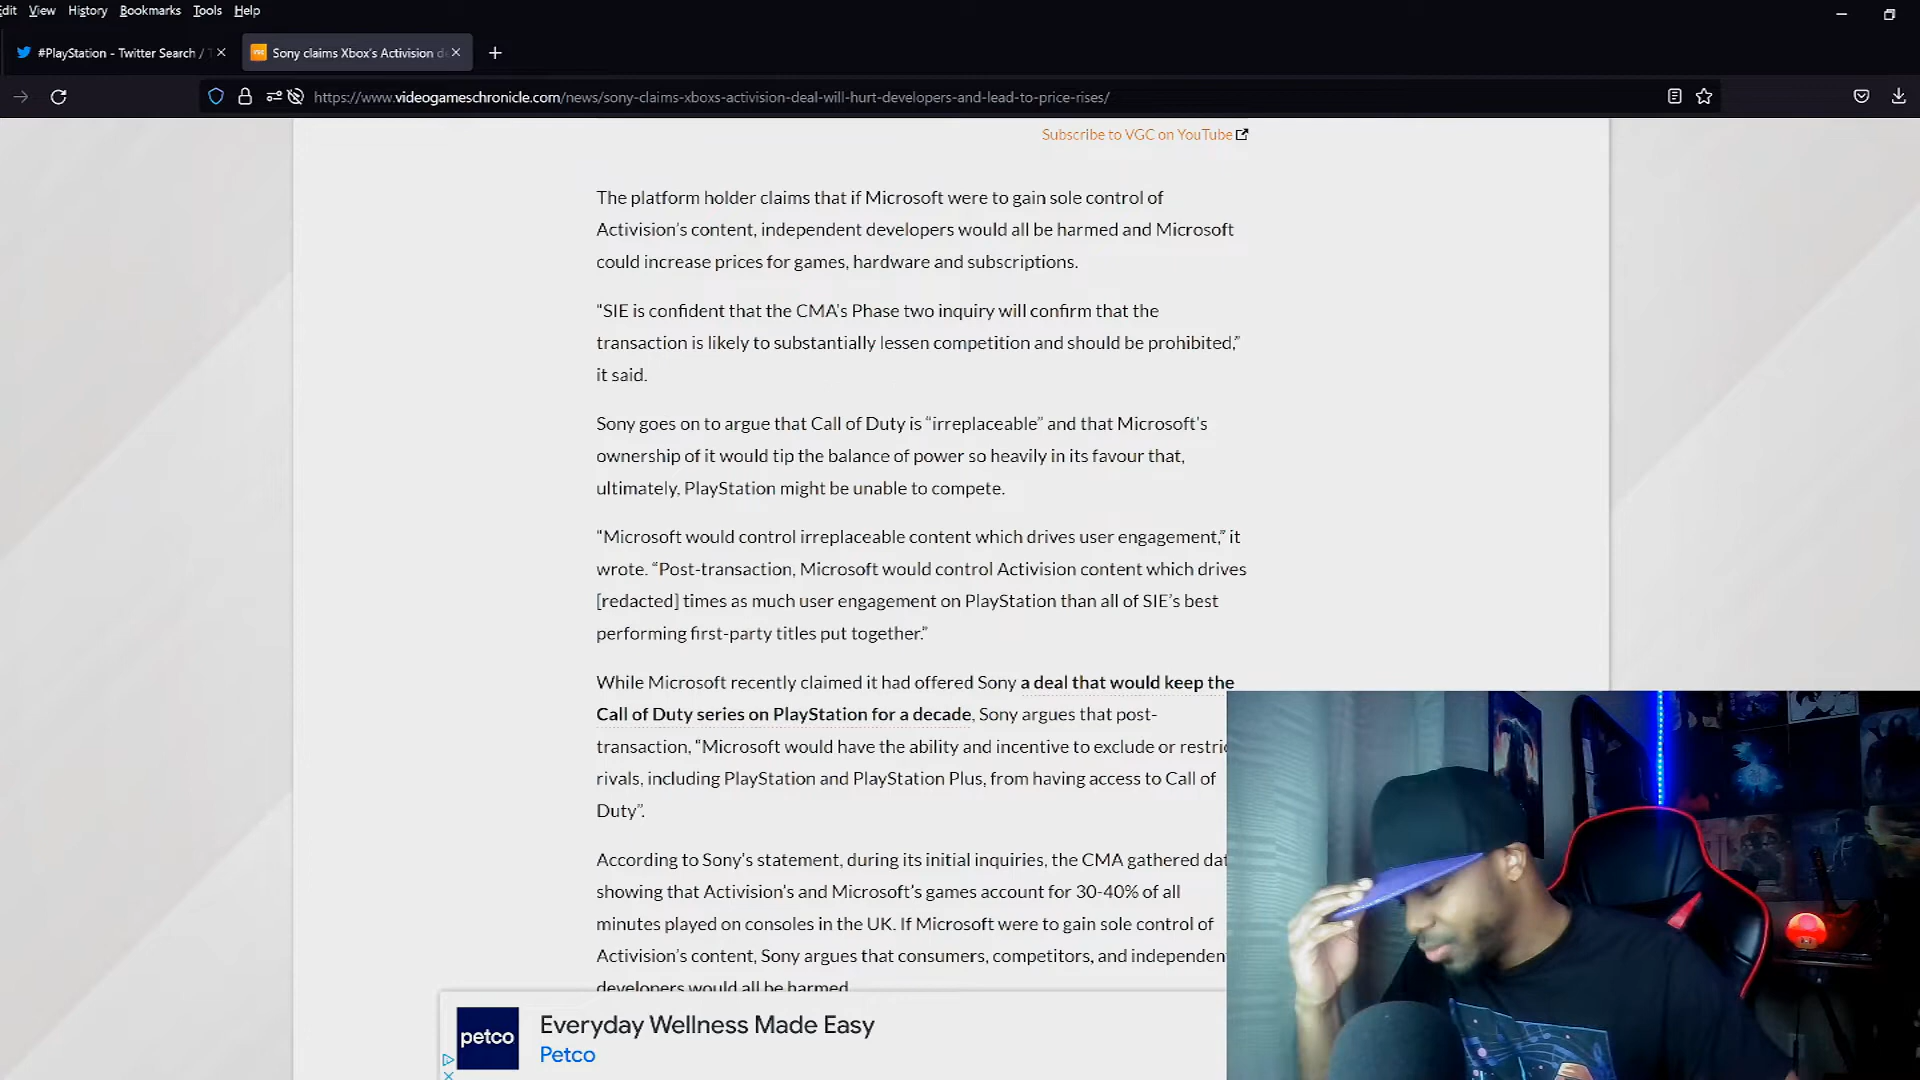 Edit View History Bookmarks Tools Help
#PlayStation - Twitter Search /
Sony claims Xbox's Activision de
https://www.videogameschronicle.com/news/sony-claims-xboxs-activision-deal-will-hurt-developers-and-lead-to-price-rises/
Subscribe to VGC on YouTube
The platform holder claims that if Microsoft were to gain sole control of
Activision's content, independent developers would all be harmed and Microsoft
could increase prices for games, hardware and subscriptions.
“SIE is confident that the CMA's Phase two inquiry will confirm that the
transaction is likely to substantially lessen competition and should be prohibited,”
it said.
Sony goes on to argue that Call of Duty is “irreplaceable” and that Microsoft's
ownership of it would tip the balance of power so heavily in its favour that,
ultimately, PlayStation might be unable to compete.
“Microsoft would control irreplaceable content which drives user engagement,” it
wrote. “Post-transaction, Microsoft would control Activision content which drives
[redacted] times as much user engagement on PlayStation than all of SIE's best
performing first-party titles put together.”
While Microsoft recently claimed it had offered Sony a deal that would keep the
Call of Duty series on PlayStation for a decade, Sony argues that post-
transaction, “Microsoft would have the ability and incentive to exclude or restric
rivals, including PlayStation and PlayStation Plus, from having access to Call of
Duty”.
According to Sony's statement, during its initial inquiries, the CMA gathered dat
showing that Activision's and Microsoft's games account for 30-40% of all
minutes played on consoles in the UK. If Microsoft were to gain sole control of
Activision's content, Sony argues that consumers, competitors, and independen
developers would all be harmed
petco
Everyday Wellness Made Easy
Petco